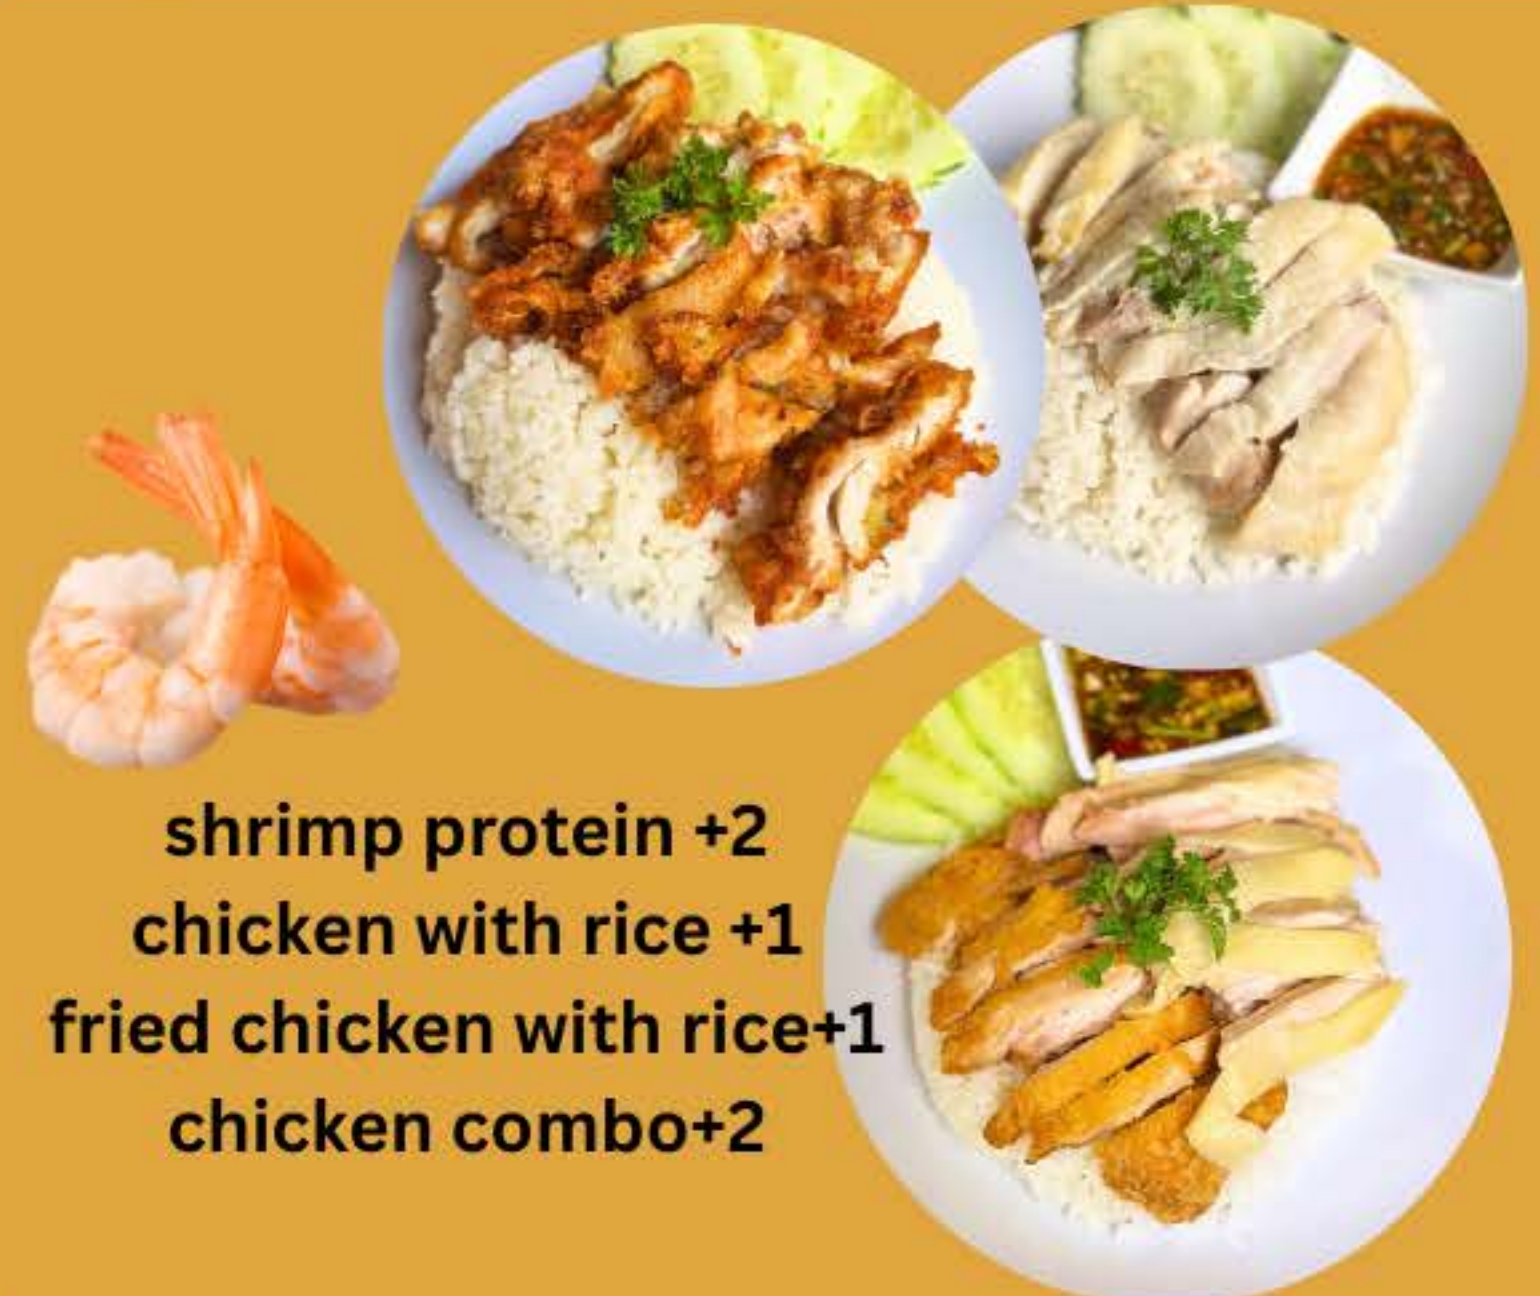 shrimp protein +2
chicken with rice +1
fried chicken with rice+1
chicken combo+2